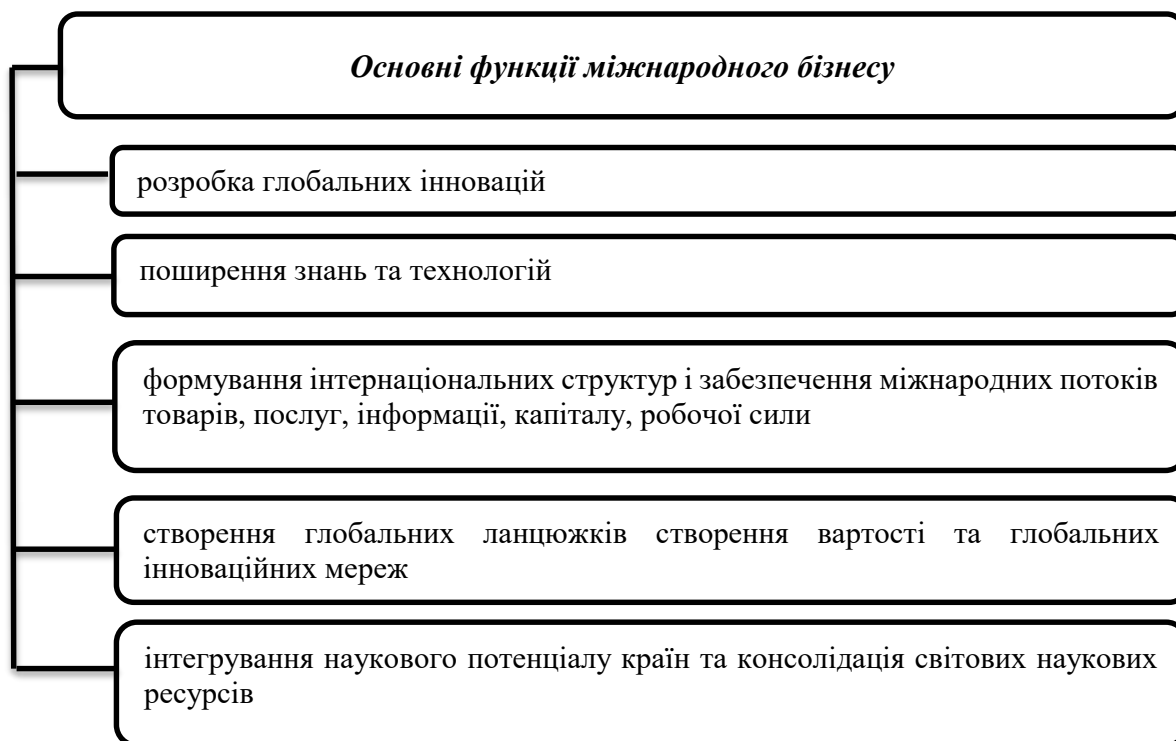 Основні функції міжнародного бізнесу
розробка глобальних інновацій
поширення знань та технологій
формування інтернаціональних структур і забезпечення міжнародних потоків
товарів, послуг, інформації, капіталу, робочої сили
створення глобальних ланцюжків створення вартості та глобальних
інноваційних мереж
інтегрування наукового потенціалу країн та консолідація світових наукових
ресурсів